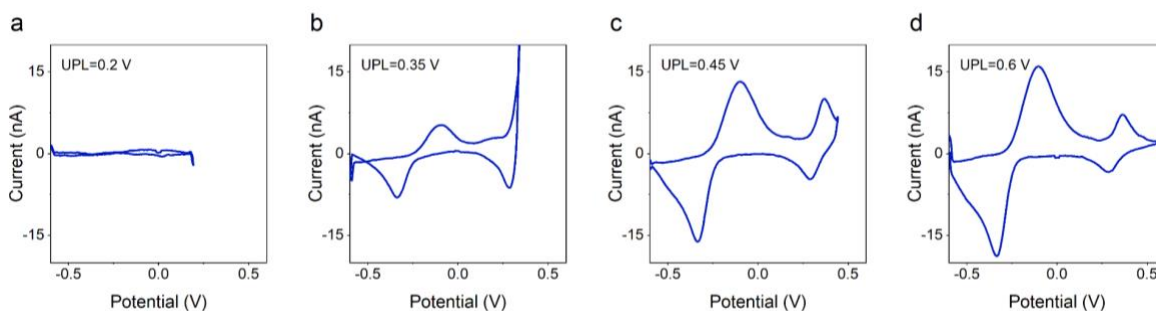 a
b
c
d
UPL=0.2 V
UPL=0.35 V
UPL=0.45 V
UPL=0.6 V
Current (nA)
15
0
-15
-0.5
0.0
0.5
Potential (V)
Current (nA)
15
0
-15
-0.5
0.0
0.5
Potential (V)
Current (nA)
15
0
-15
-0.5
0.0
0.5
Potential (V)
Current (nA)
15
0
-15
-0.5
0.0
0.5
Potential (V)